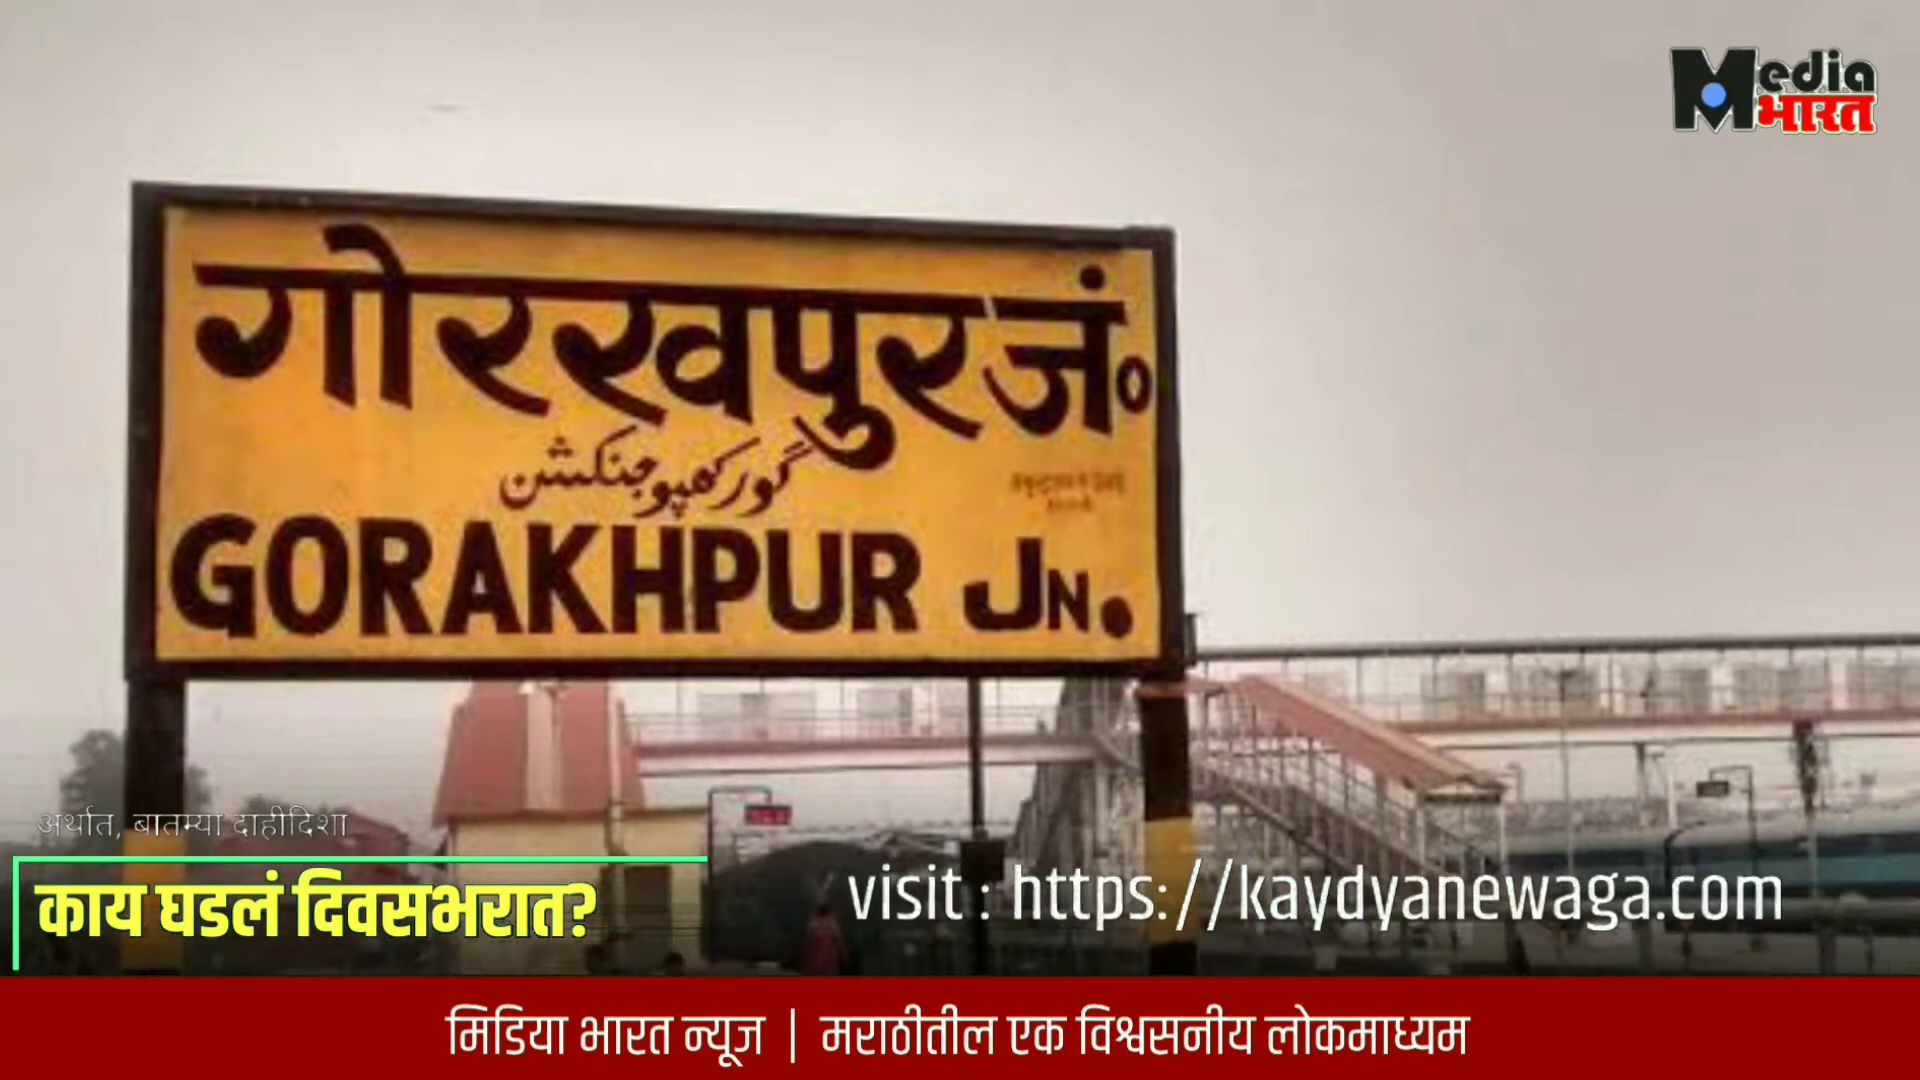 Media
भारत
गोरखपुर जं०
گورکھپو جنکشن
GORAKHPUR JN.
अर्थात, बातम्या दाहीदिशा
काय घडलं दिवसभरात?
visit : https://kaydyanewaga.com
मिडिया भारत न्यूज | मराठीतील एक विश्वसनीय लोकमाध्यम